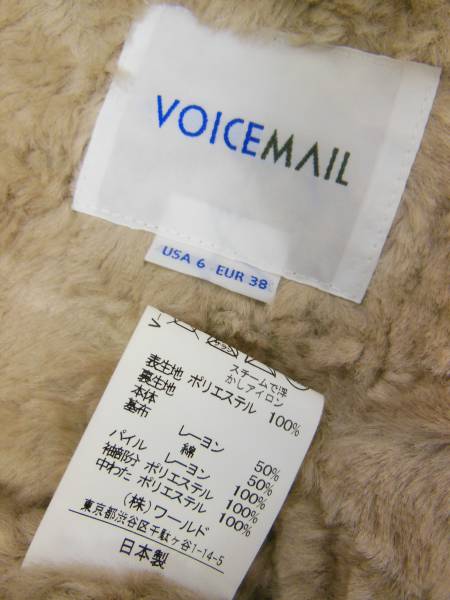 VOICEMAIL
USA 6 EUR 38
スチームで浮
かしアイロン
表生地 ポリエステル 100%
裏生地
本体
基布 レーヨン 50%
綿 50%
パイル レーヨン 100%
袖部分 ポリエステル 100%
中わた ポリエステル 100%
(株)ワールド
東京都渋谷区千駄ヶ谷1-14-5
日本製